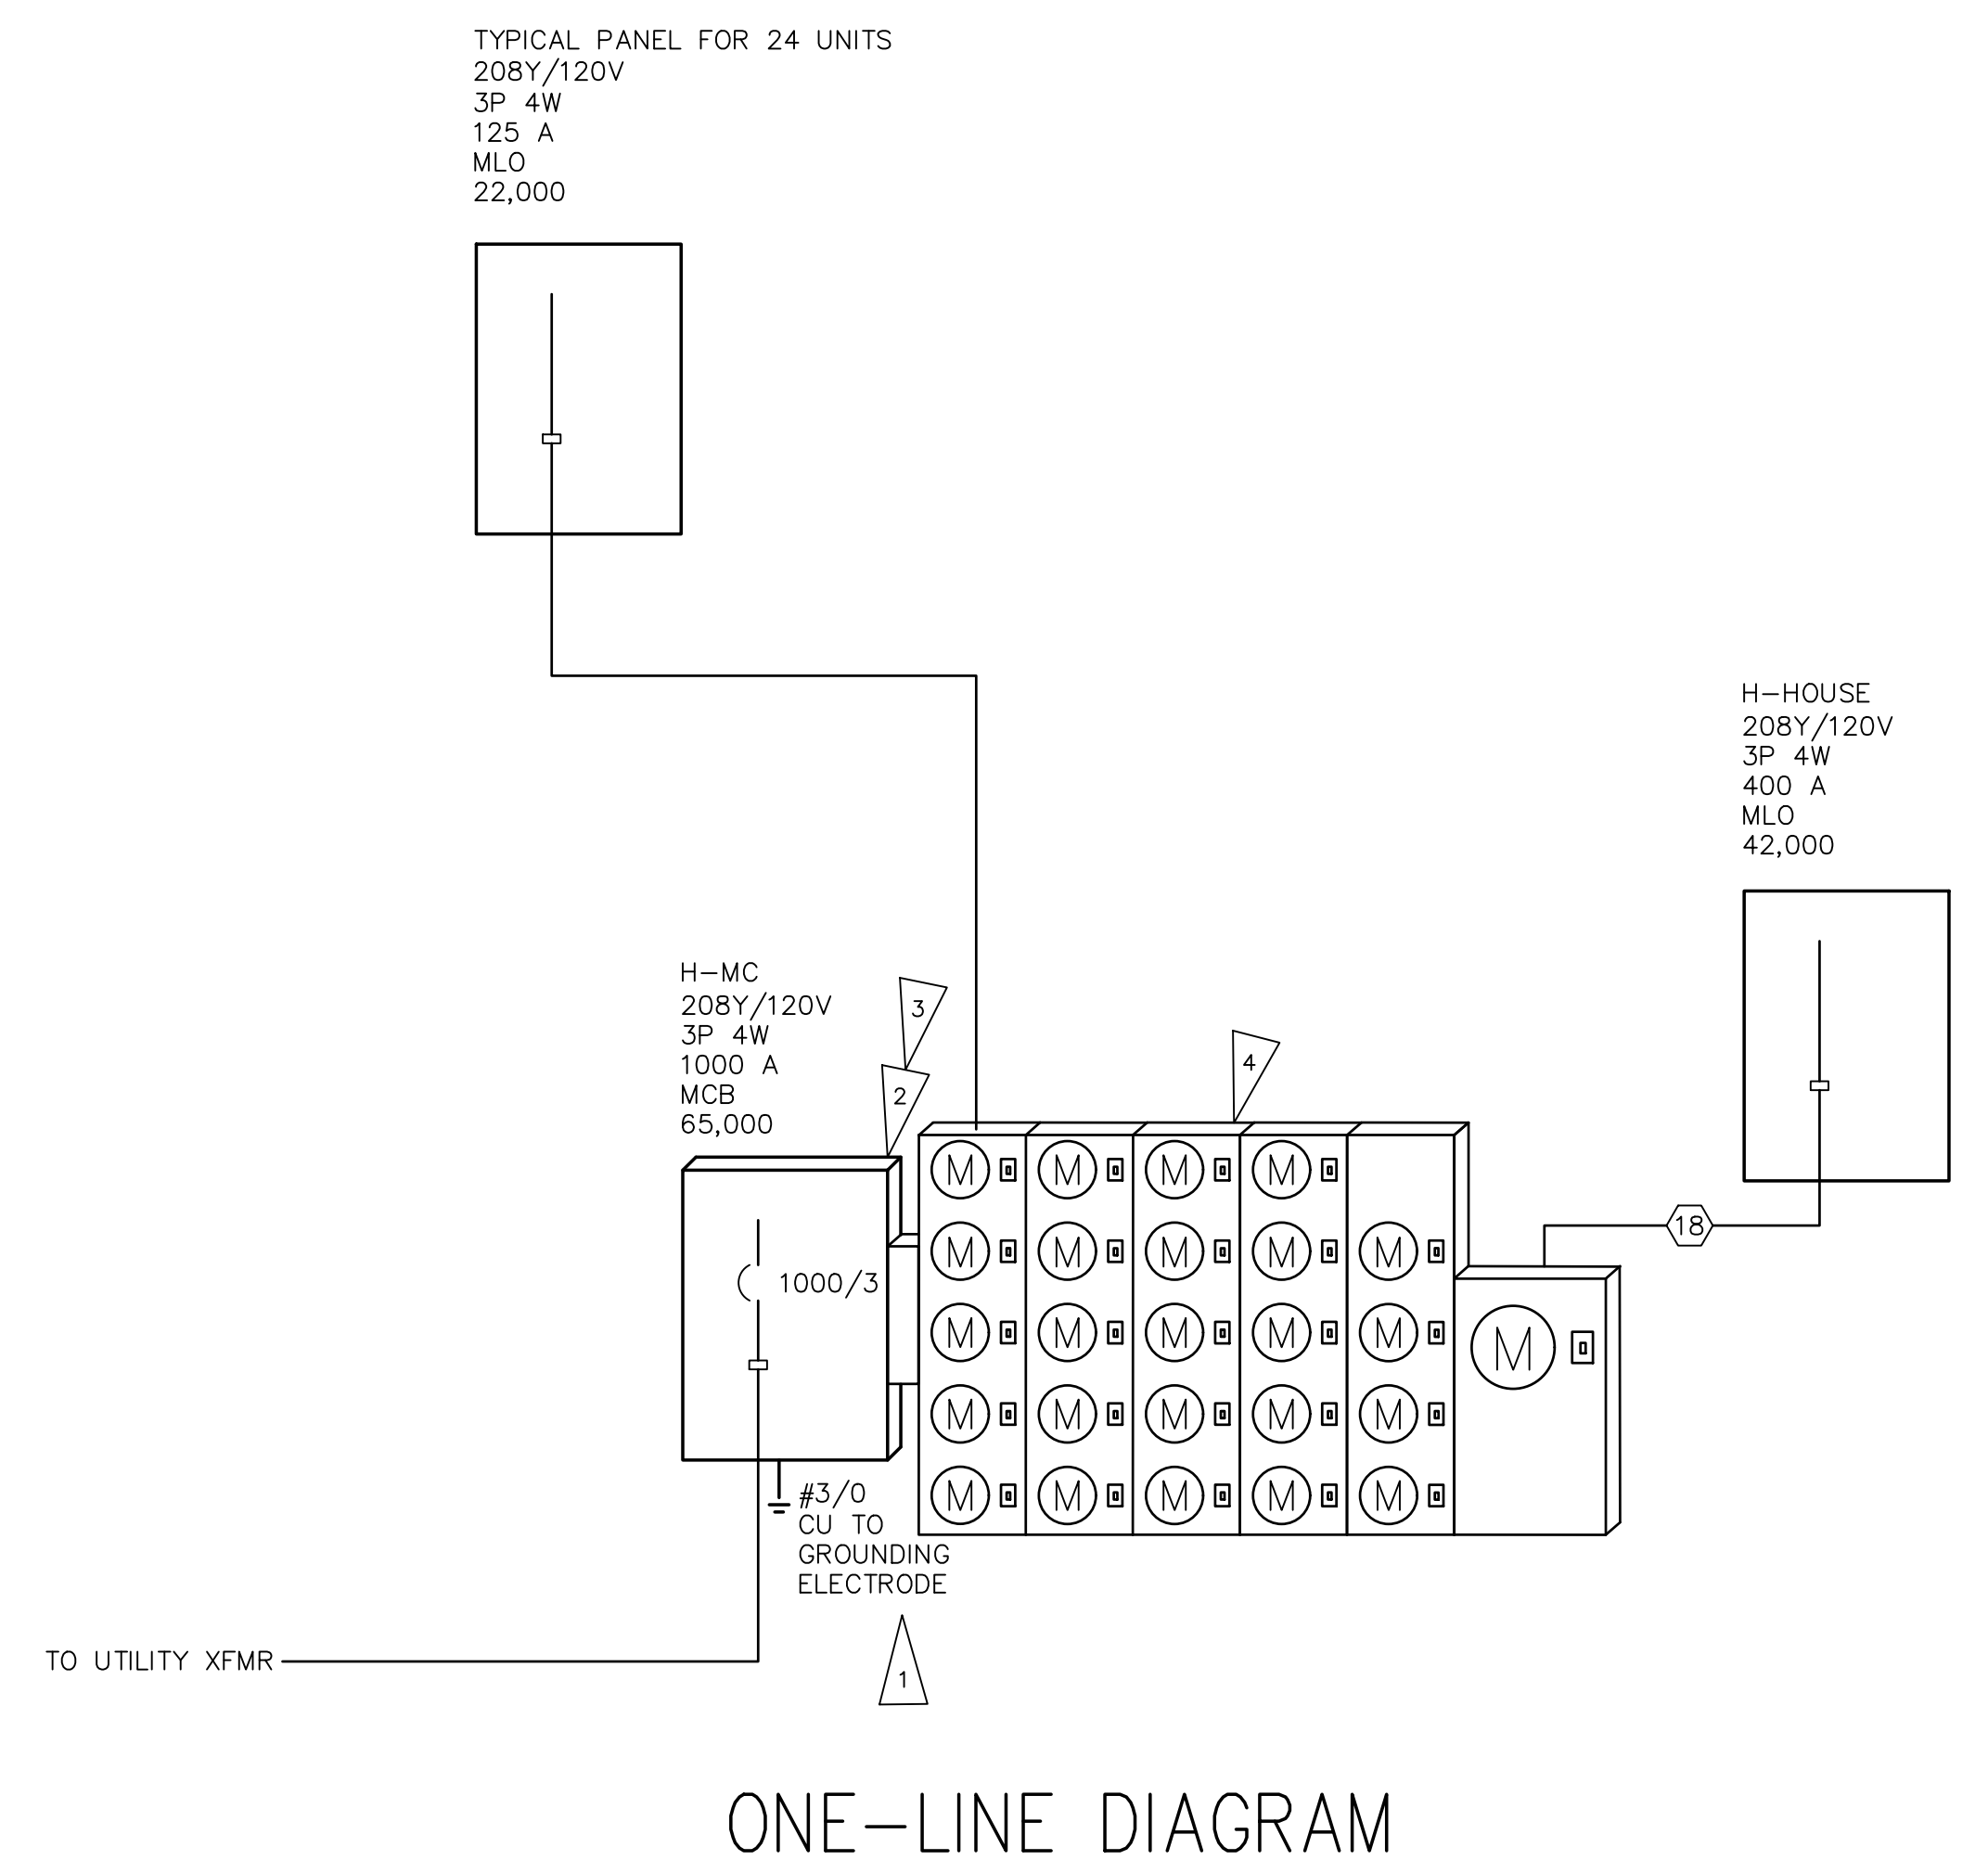 TYPICAL PANEL FOR 24 UNITS
208Y/120V
3P 4W
125 A
MLO
22,000
H-HOUSE
208Y/120V
3P 4W
400 A
MLO
42,000
H-MC
208Y/120V
3P 4W
1000 A
MCB
65,000
3
2
4
M M M M
M M M M M
18
1000/3
M M M M M
M
M M M M M
M M M M M
#3/0
CU TO
GROUNDING
ELECTRODE
TO UTILITY XFMR
1
ONE-LINE DIAGRAM